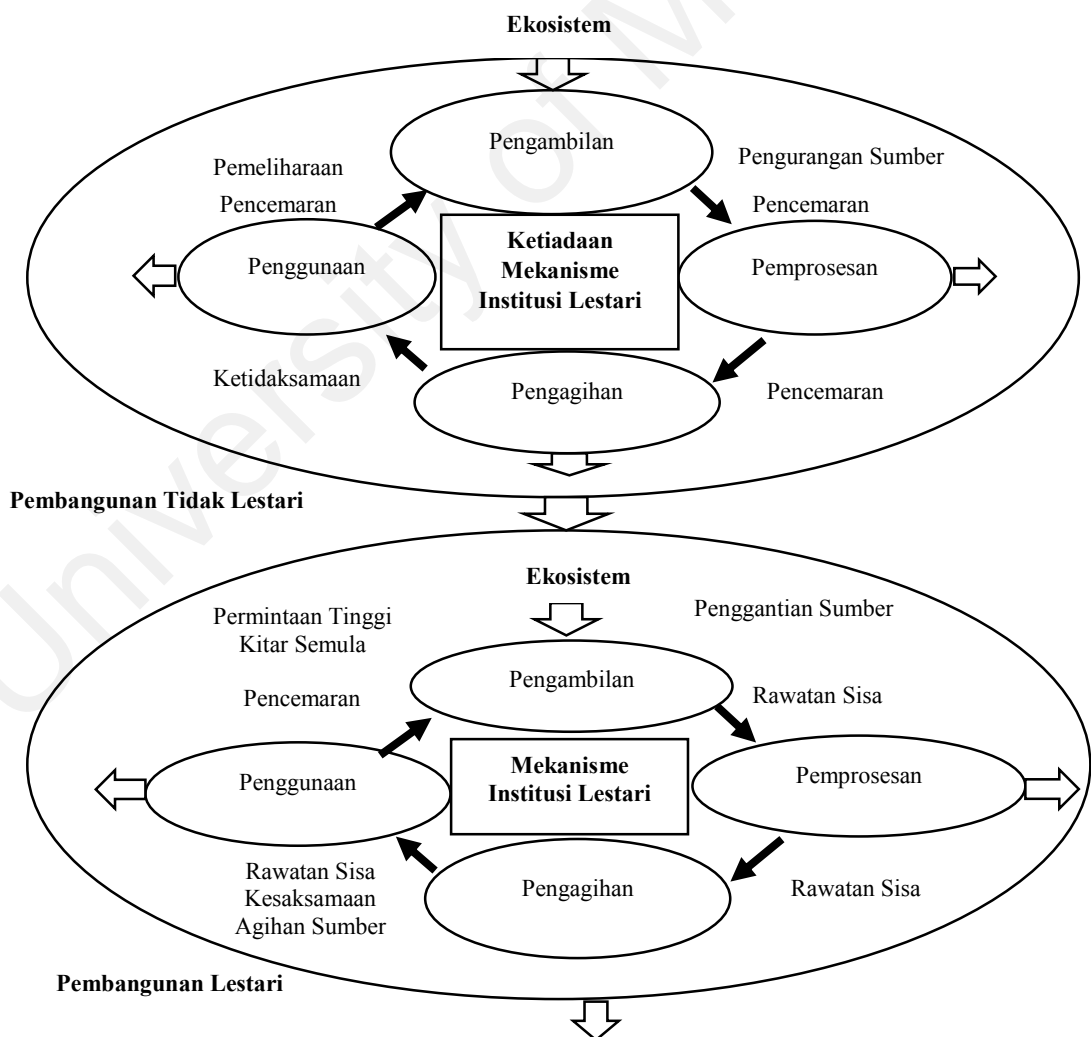 Ekosistem
Pengambilan
Pemeliharaan
Pencemaran
Pengurangan Sumber
Pencemaran
Penggunaan
Ketiadaan
Mekanisme
Institusi Lestari
Pemprosesan
Ketidaksamaan
Pengagihan
Pencemaran
Pembangunan Tidak Lestari
Ekosistem
Permintaan Tinggi
Kitar Semula
Penggantian Sumber
Pencemaran
Pengambilan
Rawatan Sisa
Penggunaan
Mekanisme
Institusi Lestari
Pemprosesan
Rawatan Sisa
Kesaksamaan
Agihan Sumber
Pengagihan
Rawatan Sisa
Pembangunan Lestari
University of M